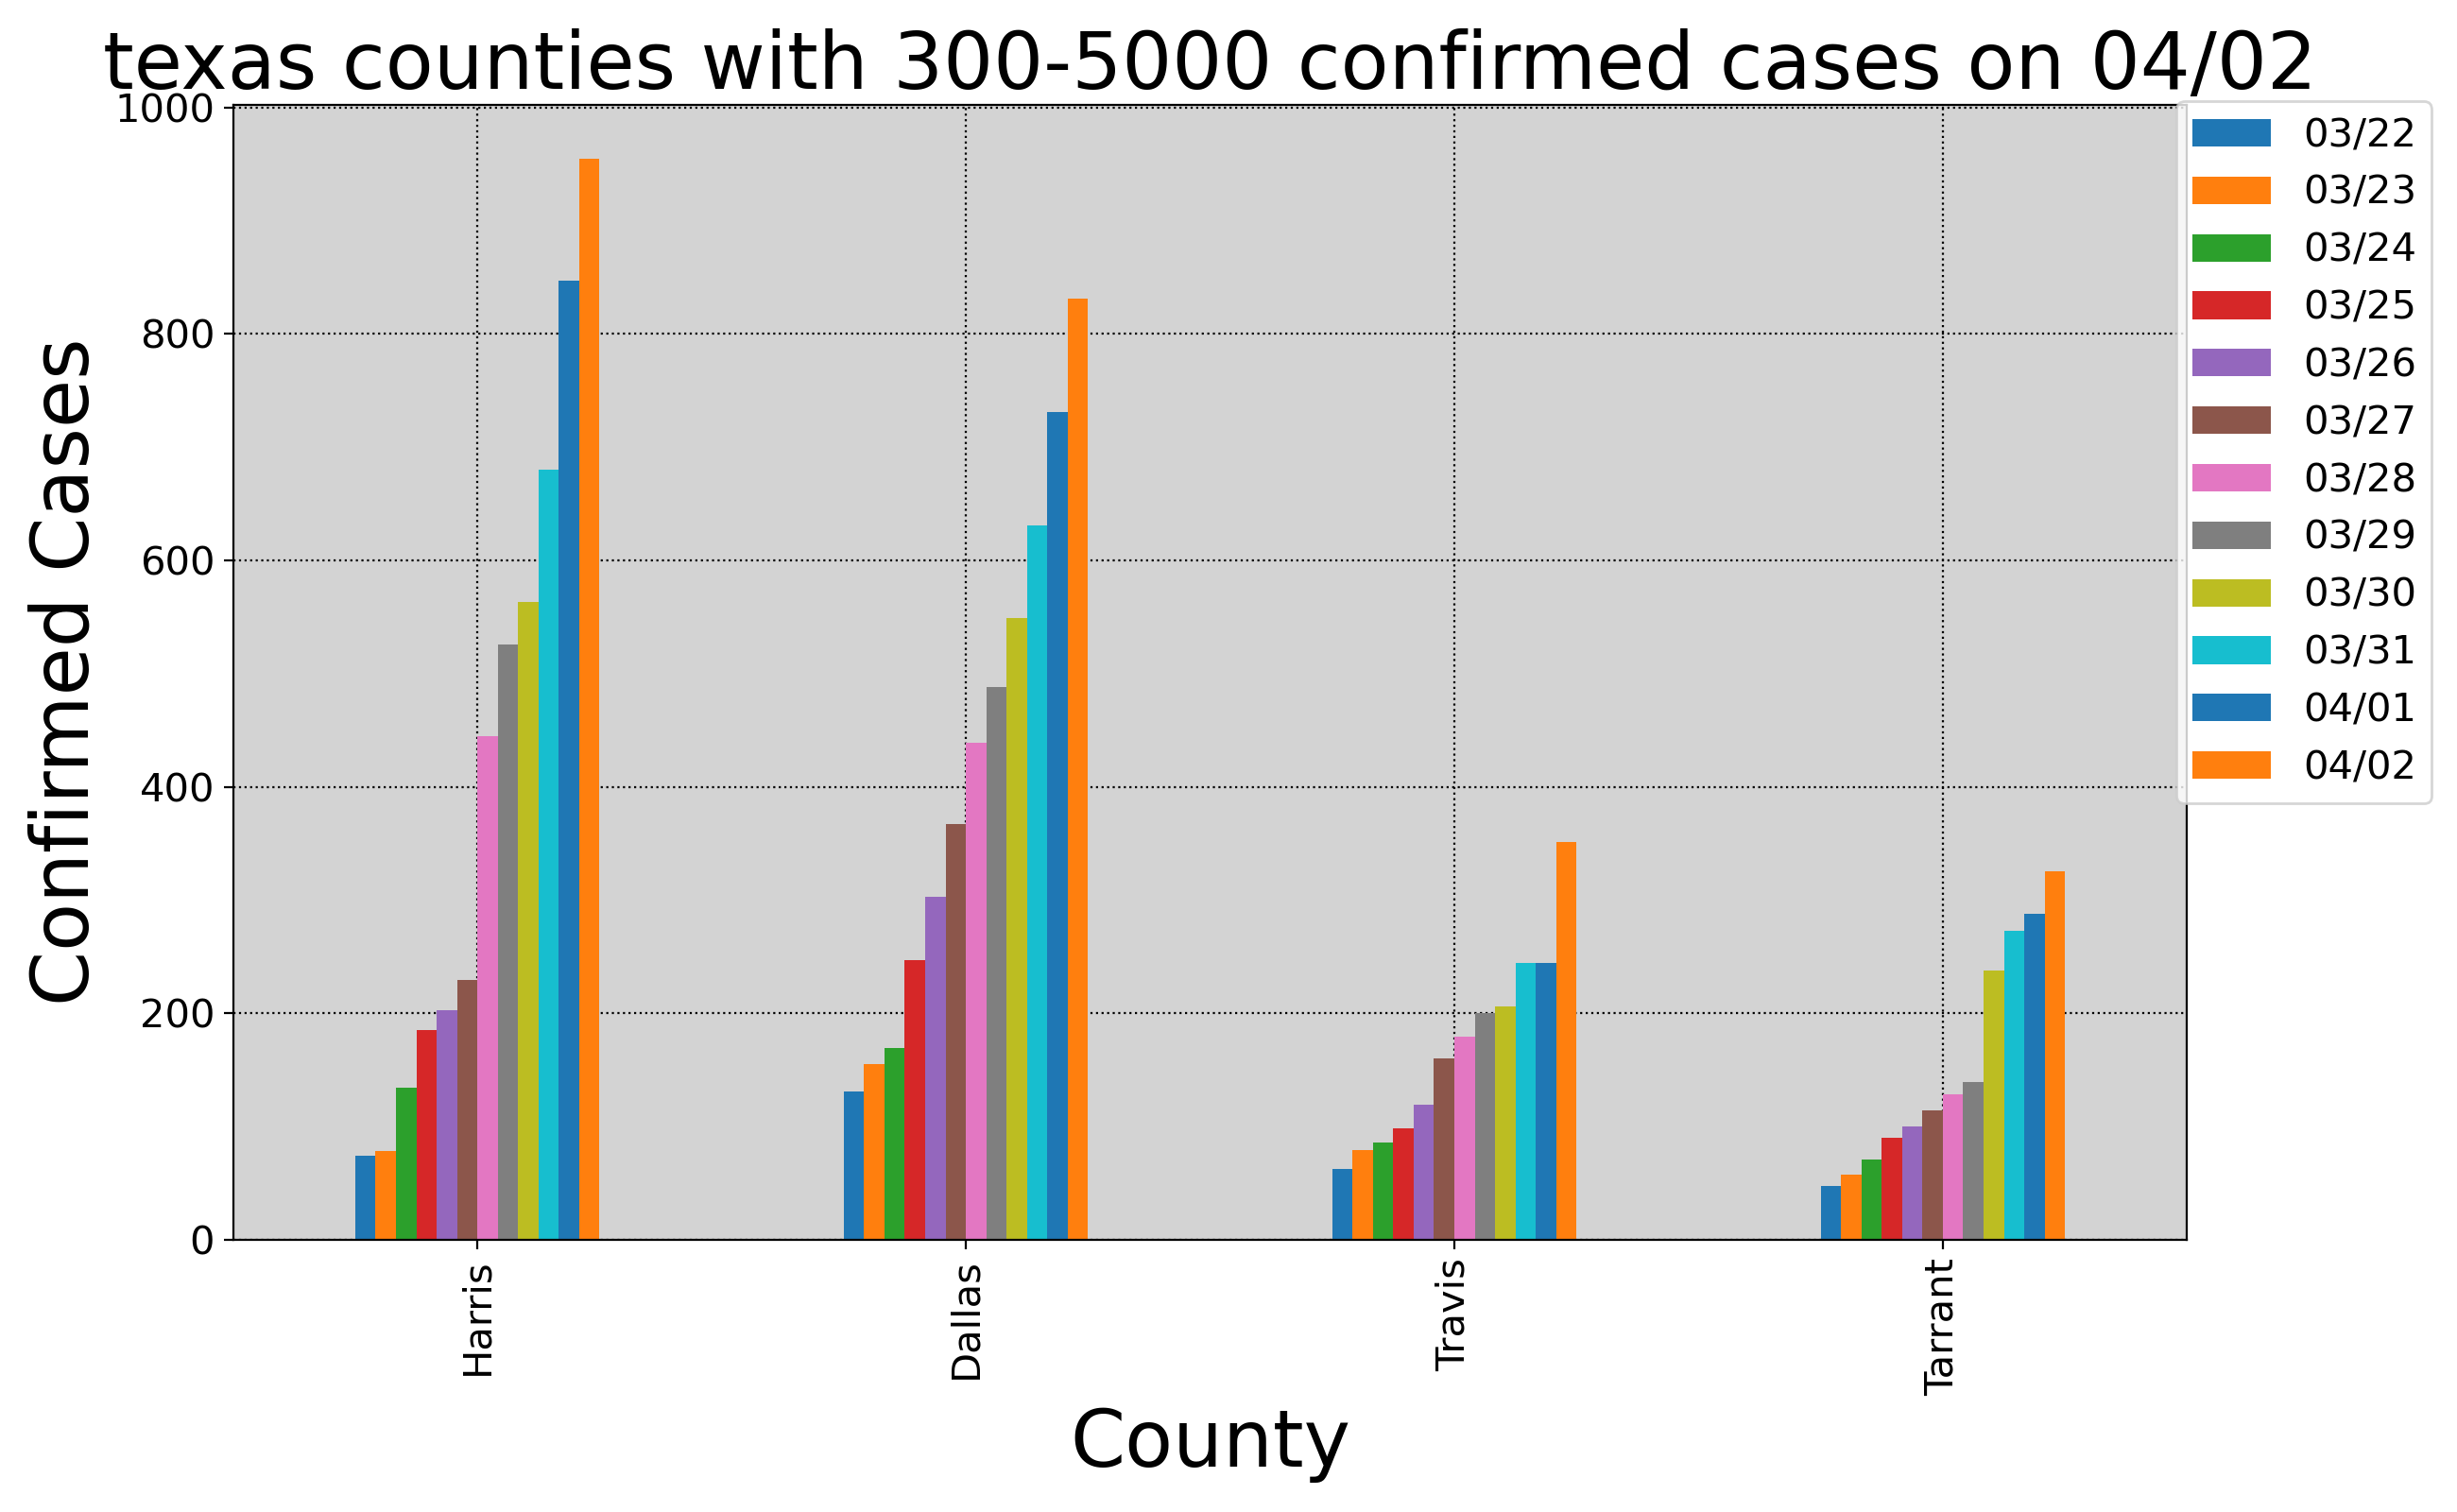 texas counties with 300-5000 confirmed cases on 04/02
Confirmed Cases
1000
800
600
400
200
0
Harris
Dallas
Travis
Tarrant
County
03/22
03/23
03/24
03/25
03/26
03/27
03/28
03/29
03/30
03/31
04/01
04/02